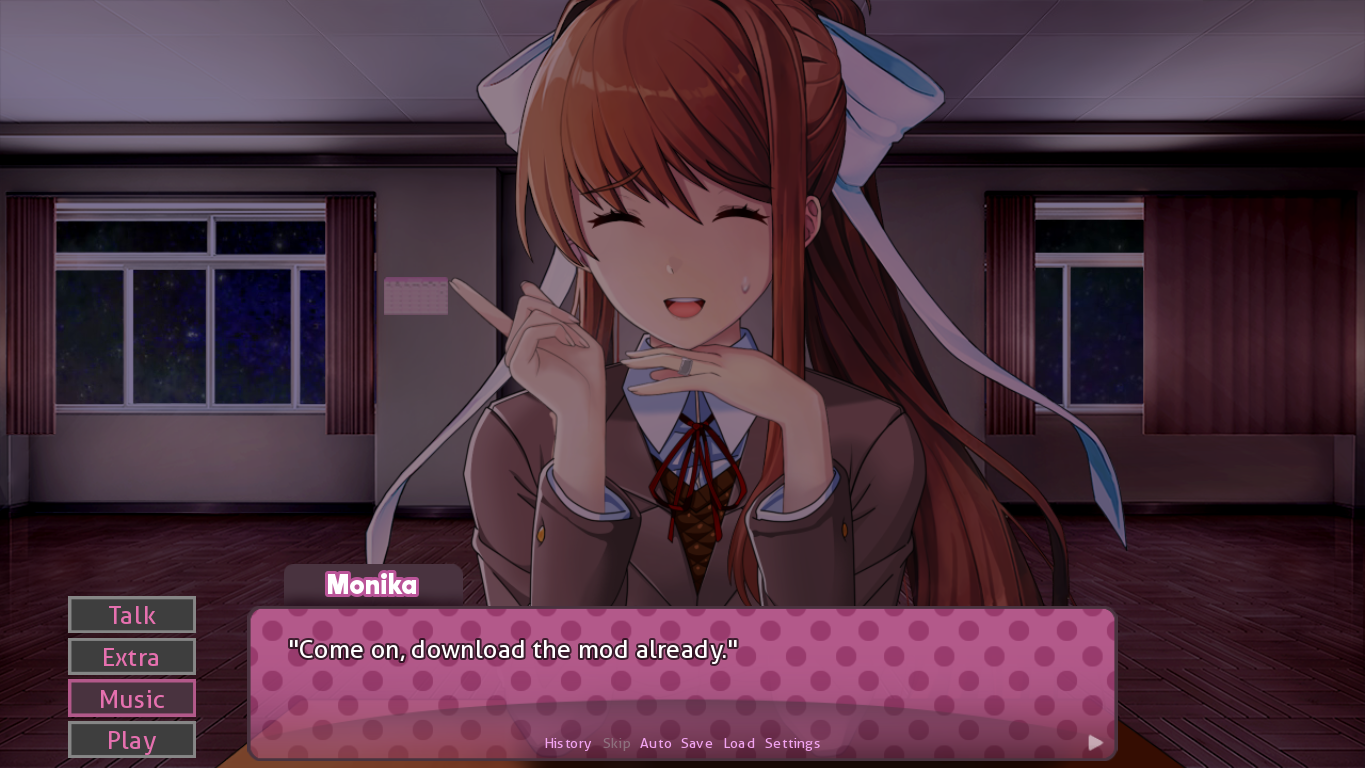 Monika
"Come on, download the mod already."
Talk
Extra
Music
Play
History Skip Auto Save Load Settings